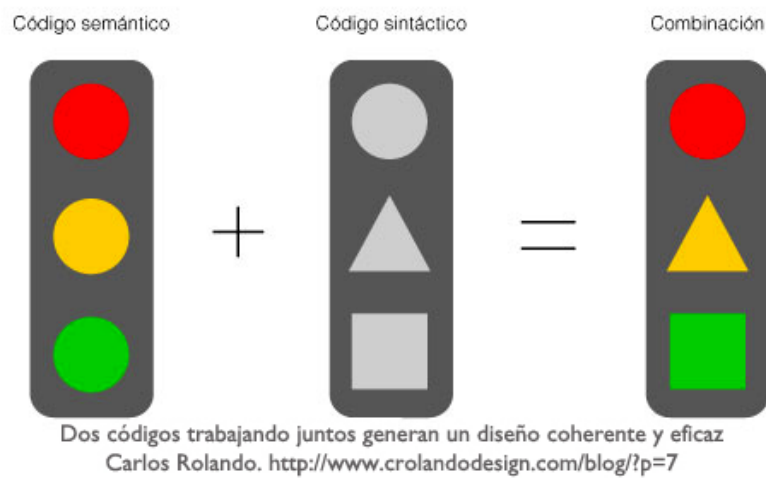 Código semántico
Código sintáctico
Combinación
Dos códigos trabajando juntos generan un diseño coherente y eficaz
Carlos Rolando. http://www.crolandodesign.com/blog/?p=7